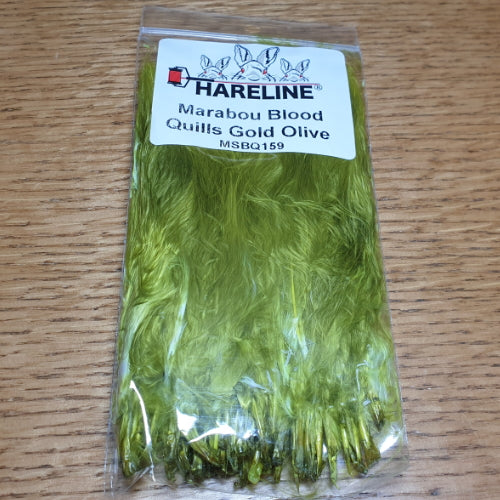 HARELINE®
Marabou Blood
Quills Gold Olive
MSBQ159